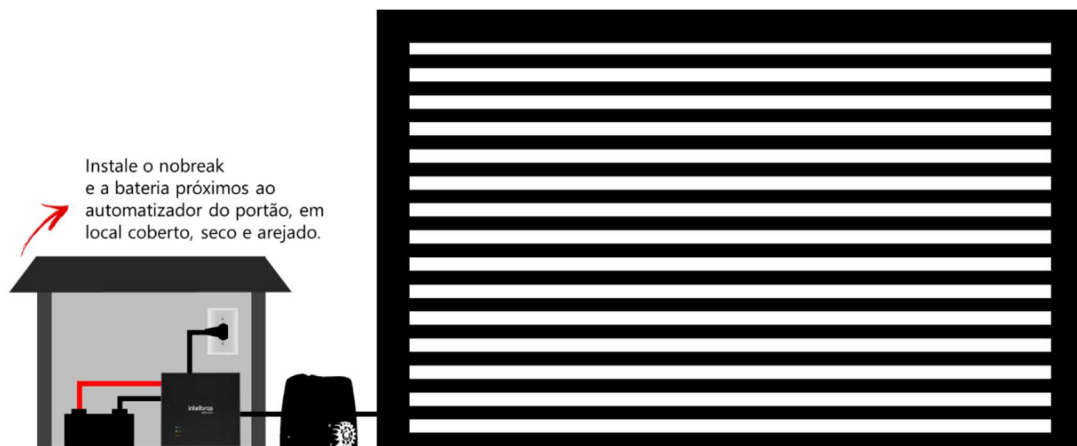 Instale o nobreak
e a bateria próximos ao
automatizador do portão, em
local coberto, seco e arejado.
intelbras